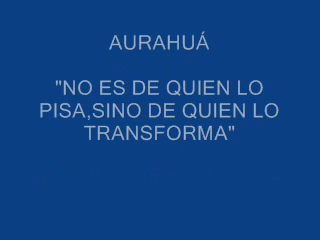 AURAHUÁ
"NO ES DE QUIEN LO
PISA,SINO DE QUIEN LO
TRANSFORMA"